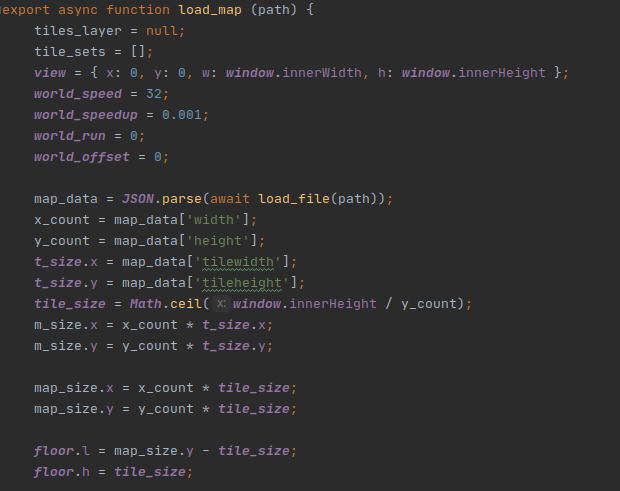 export async function load_map (path) {
tiles_layer = null;
tile_sets = [];
view = { x: 0, y: 0, w: window.innerWidth, h: window.innerHeight };
world_speed = 32;
world_speedup = 0.001;
world_run = 0;
world_offset = 0;
map_data = JSON.parse(await load_file(path));
x_count = map_data['width'];
y_count = map_data['height'];
t_size.x = map_data['tilewidth'];
t_size.y = map_data['tileheight'];
tile_size = Math.ceil( x: window.innerHeight / y_count);
m_size.x = x_count * t_size.x;
m_size.y = y_count * t_size.y;
map_size.x = x_count * tile_size;
map_size.y = y_count * tile_size;
floor.l = map_size.y - tile_size;
floor.h = tile_size;